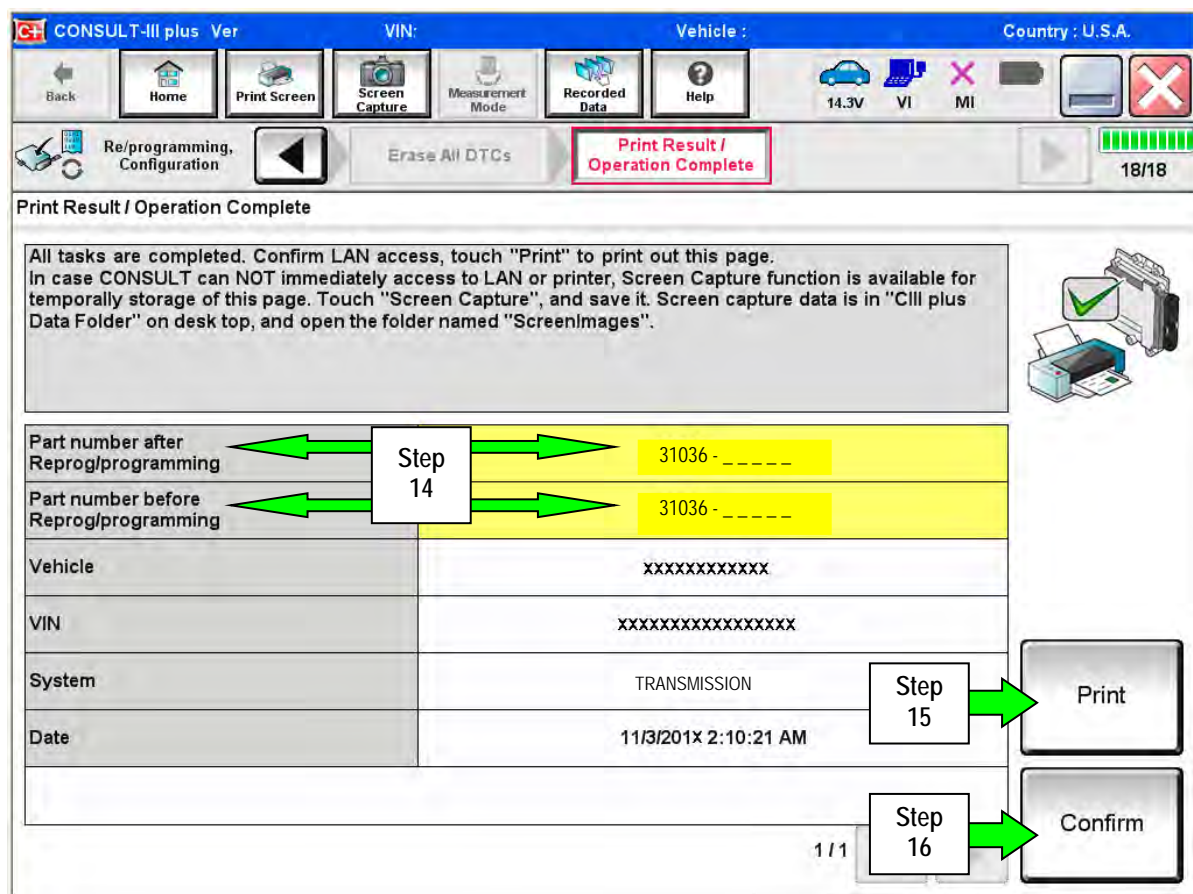 C+ CONSULT-III plus Ver VIN: Vehicle : Country : U.S.A.
Back
Home
Print Screen
Screen
Capture
Measurement
Mode
Recorded
Data
Help
14.3V VI MI
Re/programming,
Configuration
Erase All DTCs
Print Result /
Operation Complete
18/18
Print Result / Operation Complete
All tasks are completed. Confirm LAN access, touch "Print" to print out this page.
In case CONSULT can NOT immediately access to LAN or printer, Screen Capture function is available for
temporally storage of this page. Touch "Screen Capture", and save it. Screen capture data is in "CIII plus
Data Folder" on desk top, and open the folder named "ScreenImages".
Part number after
Reprog/programming
31036 - _ _ _ _ _
Step
14
Part number before
Reprog/programming
31036 - _ _ _ _ _
Vehicle
xxxxxxxxxxxx
VIN
xxxxxxxxxxxxxxxxx
System
TRANSMISSION
Step
15
Print
Date
11/3/201X 2:10:21 AM
Step
16
Confirm
1/1